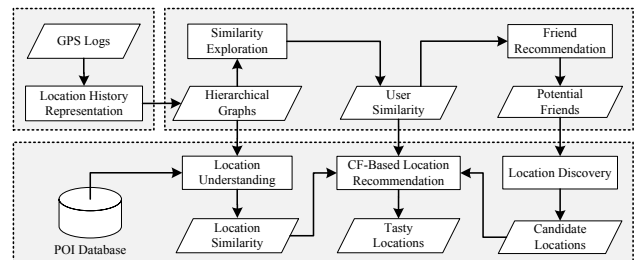 GPS Logs
Location History
Representation
Similarity
Exploration
Hierarchical
Graphs
User
Similarity
Friend
Recommendation
Potential
Friends
POI Database
Location
Understanding
Location
Similarity
CF-Based Location
Recommendation
Tasty
Locations
Location Discovery
Candidate
Locations